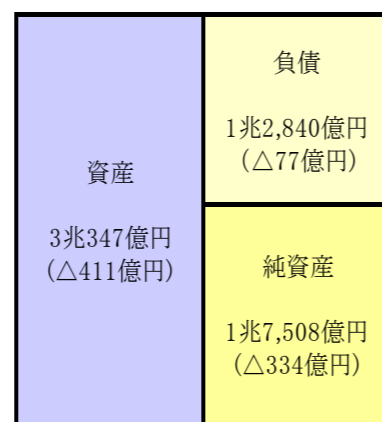 資産
3兆347億円
(△411億円)
負債
1兆2,840億円
(△77億円)
純資産
1兆7,508億円
(△334億円)